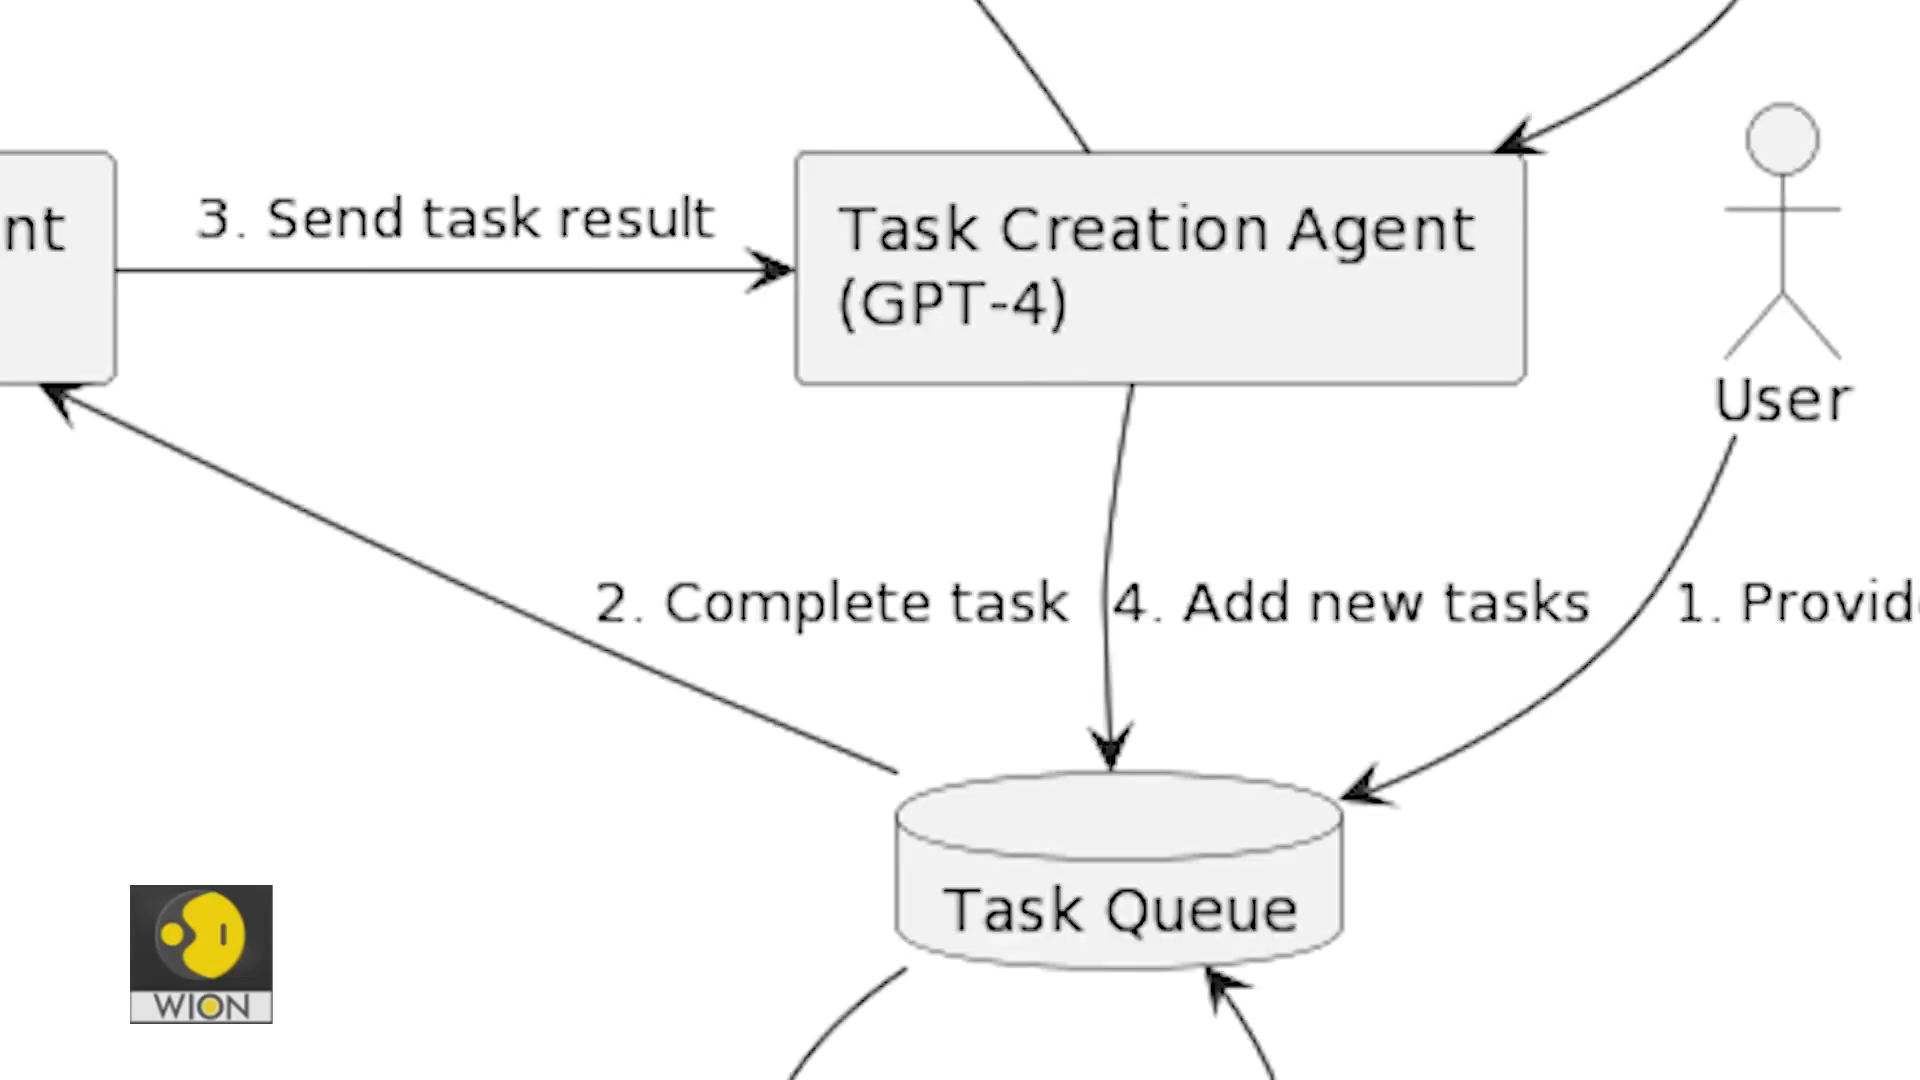 nt
3. Send task result
Task Creation Agent
(GPT-4)
User
2. Complete task
4. Add new tasks
1. Provid
Task Queue
WION